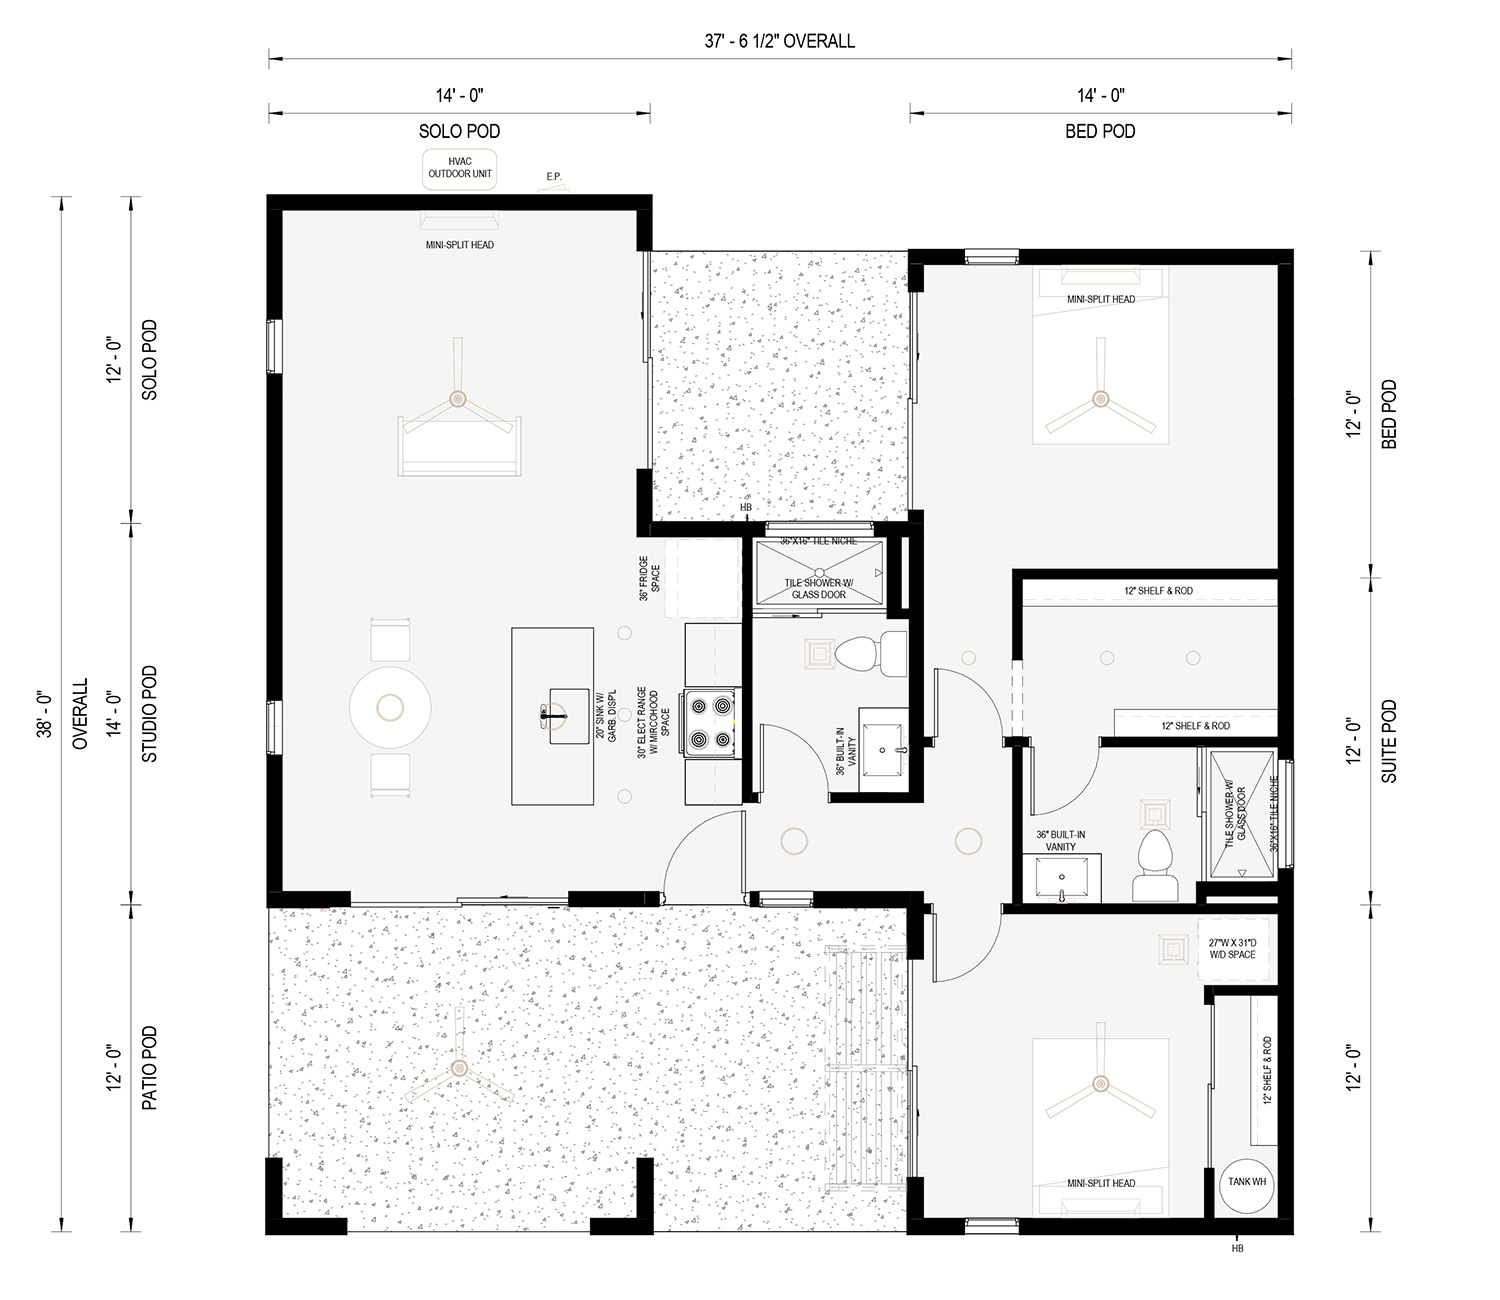 37' - 6 1/2" OVERALL
14' - 0"
SOLO POD
14' - 0"
BED POD
HVAC
OUTDOOR UNIT
E.P.
MINI-SPLIT HEAD
MINI-SPLIT HEAD
12' - 0"
SOLO POD
12' - 0"
BED POD
HB
36"X16" TILE NICHE
TILE SHOWER W/
GLASS DOOR
36" FRIDGE
SPACE
12" SHELF & ROD
38' - 0"
OVERALL
14' - 0"
STUDIO POD
20" SINK W/
GARB. DISP'L
30" ELECT RANGE
W/ MIRCOHOOD
SPACE
36" BUILT-IN
VANITY
12" SHELF & ROD
12' - 0"
SUITE POD
36" BUILT-IN
VANITY
TILE SHOWER W/
GLASS DOOR
36"X16" TILE NICHE
27"W X 31"D
W/D SPACE
12' - 0"
PATIO POD
12" SHELF & ROD
12' - 0"
MINI-SPLIT HEAD
TANK WH
HB